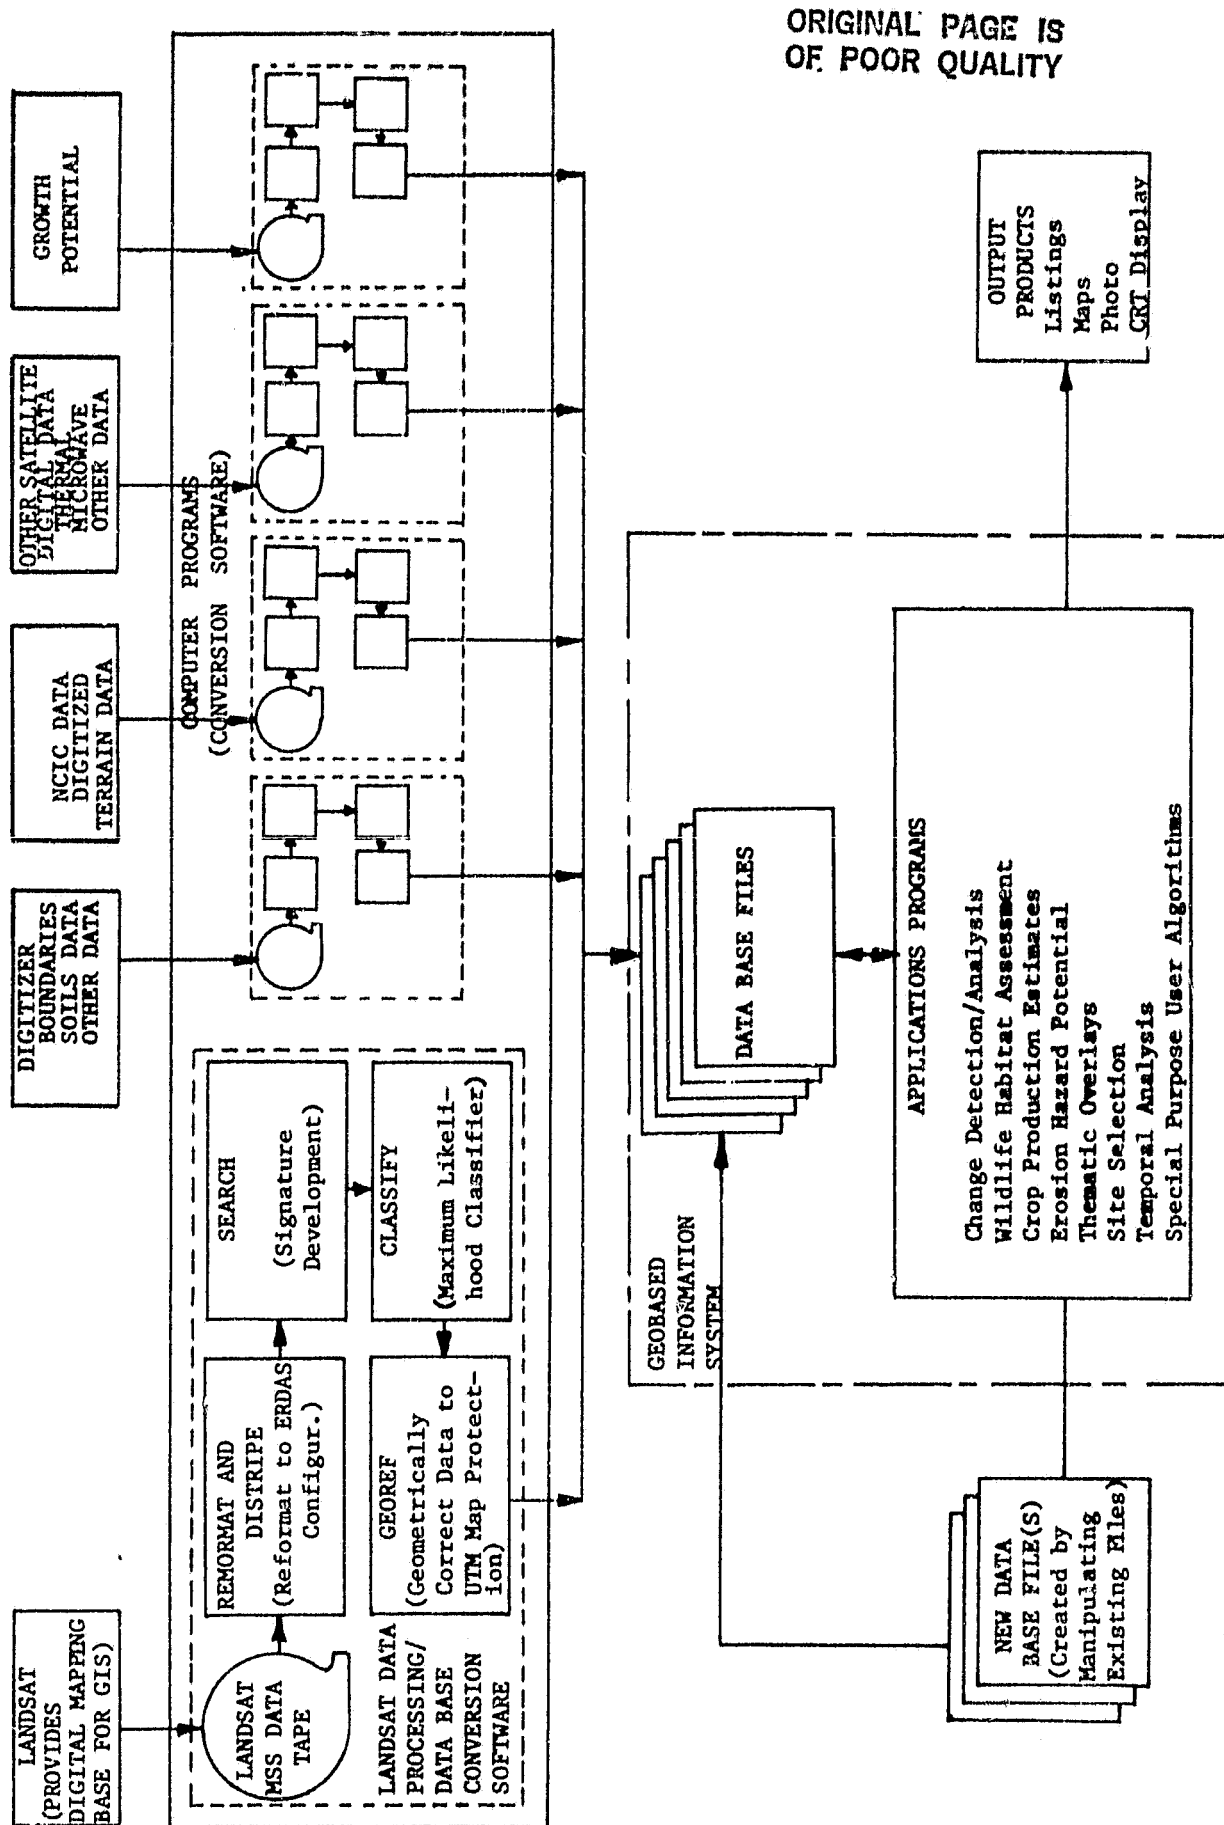 ORIGINAL PAGE IS
OF POOR QUALITY
LANDSAT
(PROVIDES
DIGITAL MAPPING
BASE FOR GIS)
DIGITIZER
BOUNDARIES
SOILS DATA
OTHER DATA
NCIC DATA
DIGITIZED
TERRAIN DATA
OTHER SATELLITE
DIGITAL DATA
THERMAL
MICROWAVE
OTHER DATA
GROWTH
POTENTIAL
COMPUTER PROGRAMS
(CONVERSION SOFTWARE)
LANDSAT
MSS DATA
TAPE
REMORMAT AND
DISTRIPE
(Reformat to ERDAS
Configur.)
SEARCH
(Signature
Development)
CLASSIFY
(Maximum Likeli-
hood Classifier)
GEOREF
(Geometrically
Correct Data to
UTM Map Protect-
ion)
LANDSAT DATA
PROCESSING/
DATA BASE
CONVERSION
SOFTWARE
GEOBASED
INFORMATION
SYSTEM
DATA BASE FILES
NEW DATA
BASE FILE(S)
(Created by
Manipulating
Existing Files)
APPLICATIONS PROGRAMS
Change Detection/Analysis
Wildlife Habitat Assessment
Crop Production Estimates
Erosion Hazard Potential
Thematic Overlays
Site Selection
Temporal Analysis
Special Purpose User Algorithms
OUTPUT
PRODUCTS
Listings
Maps
Photo
CRT Display